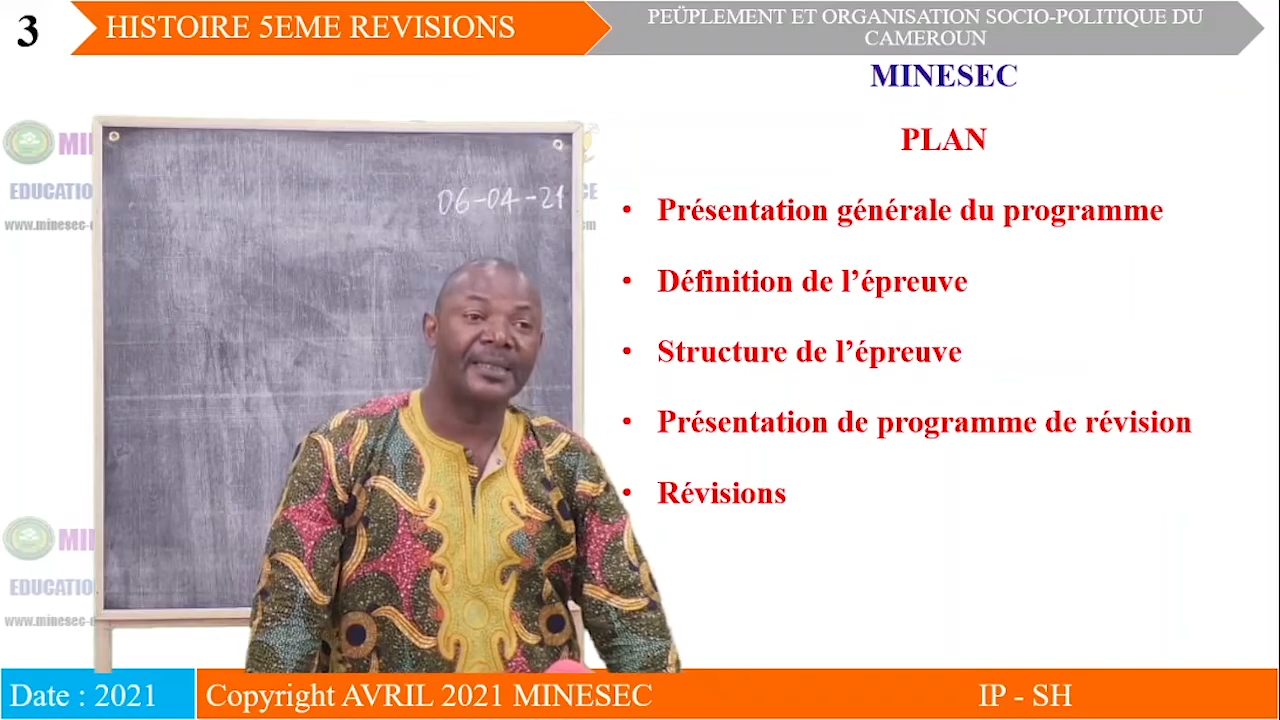 3
HISTOIRE 5EME REVISIONS
PEÜPLEMENT ET ORGANISATION SOCIO-POLITIQUE DU
CAMEROUN
MINESEC
PLAN
06-04-21
• Présentation générale du programme
• Définition de l’épreuve
• Structure de l’épreuve
• Présentation de programme de révision
• Révisions
Date : 2021
Copyright AVRIL 2021 MINESEC
IP - SH